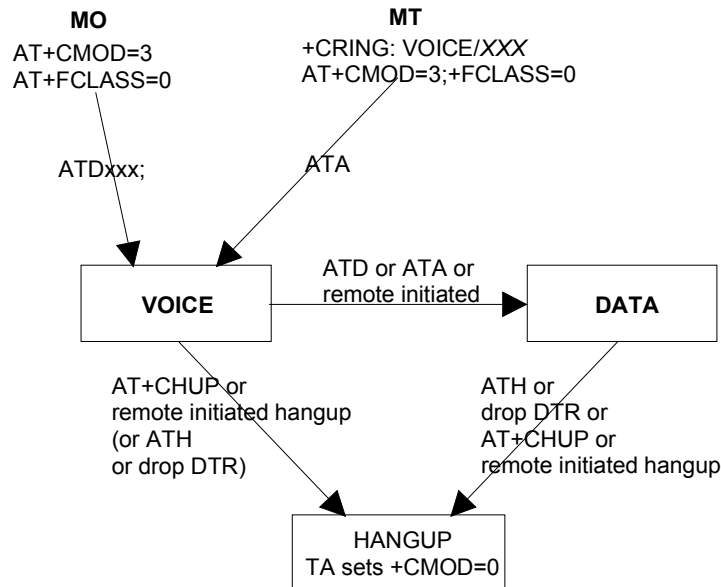 MO
AT+CMOD=3
AT+FCLASS=0
MT
+CRING: VOICE/XXX
AT+CMOD=3;+FCLASS=0
ATDxxx;
ATA
VOICE
ATD or ATA or
remote initiated
DATA
AT+CHUP or
remote initiated hangup
(or ATH
or drop DTR)
ATH or
drop DTR or
AT+CHUP or
remote initiated hangup
HANGUP
TA sets +CMOD=0